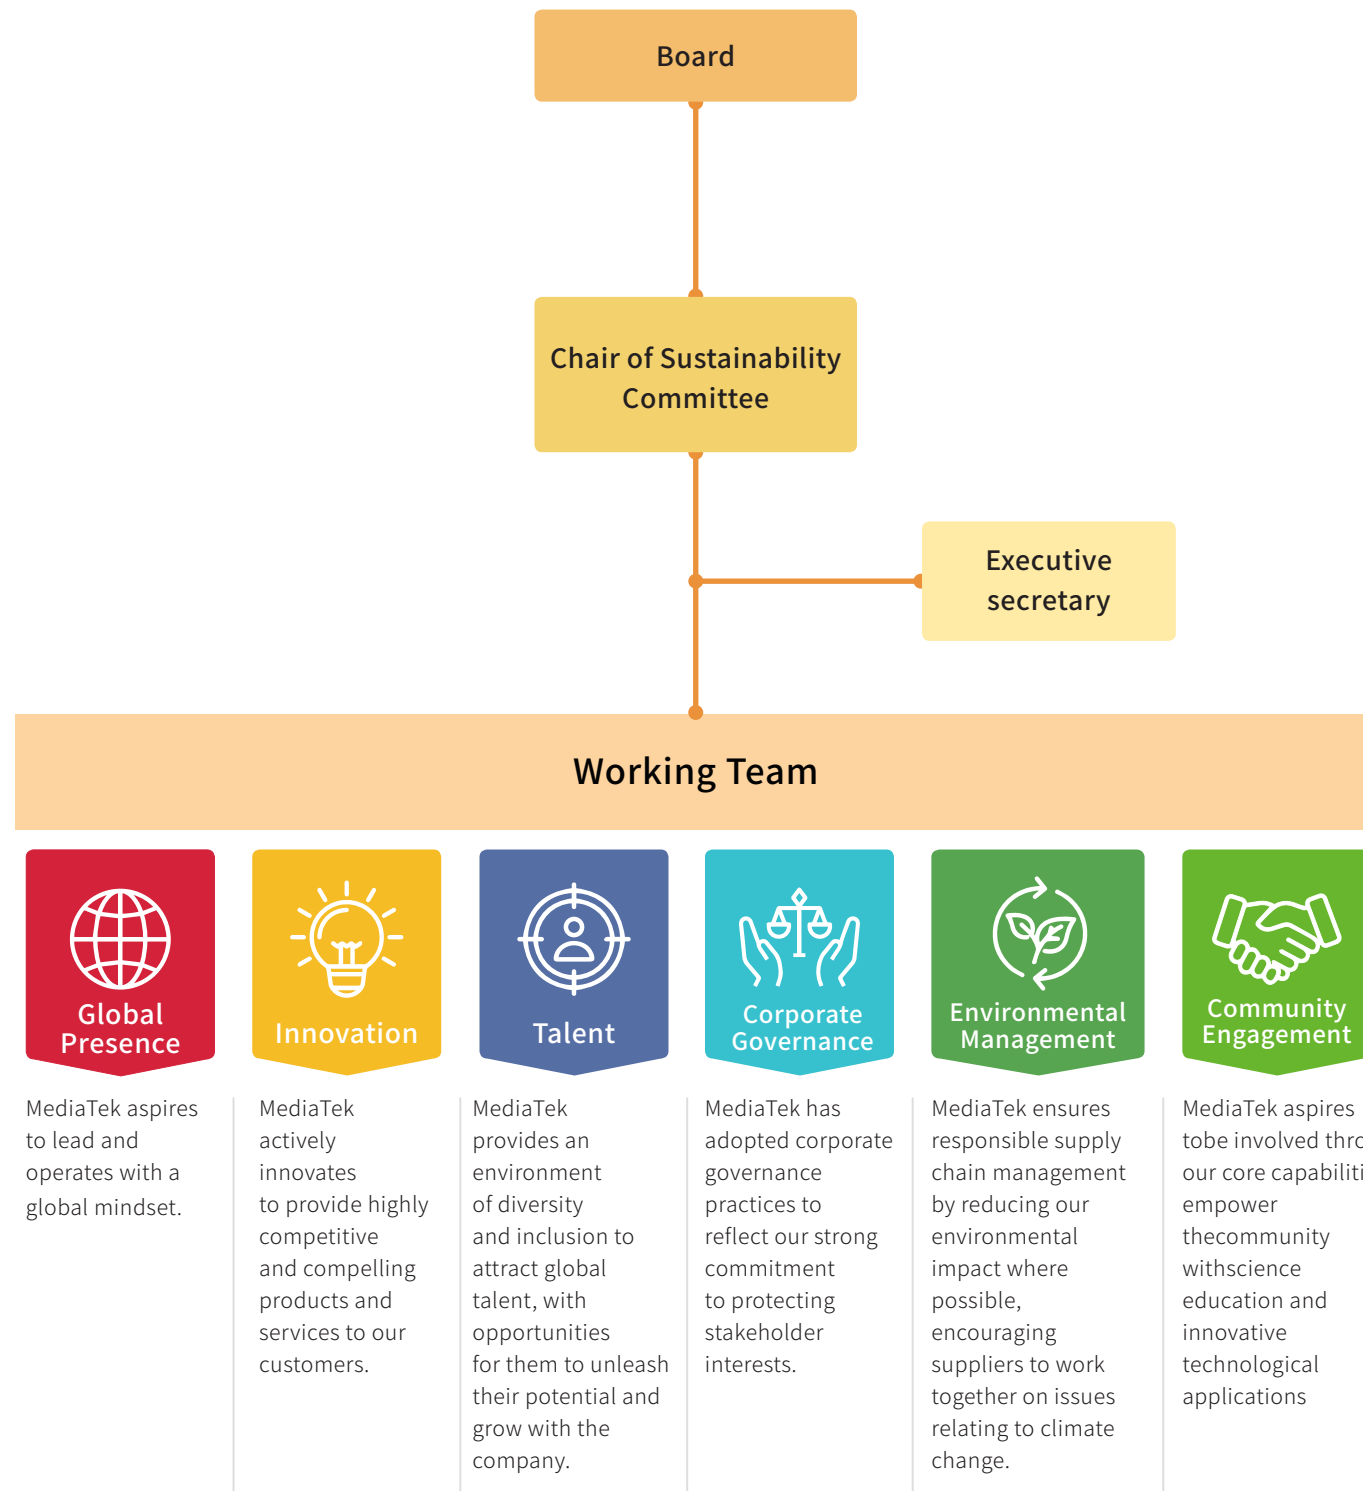 Board
Chair of Sustainability
Committee
Executive
secretary
Working Team
Global
Presence
Innovation
Talent
Corporate
Governance
Environmental
Management
Community
Engagement
MediaTek aspires
to lead and
operates with a
global mindset.
MediaTek
actively
innovates
to provide highly
competitive
and compelling
products and
services to our
customers.
MediaTek
provides an
environment
of diversity
and inclusion to
attract global
talent, with
opportunities
for them to unleash
their potential and
grow with the
company.
MediaTek has
adopted corporate
governance
practices to
reflect our strong
commitment
to protecting
stakeholder
interests.
MediaTek ensures
responsible supply
chain management
by reducing our
environmental
impact where
possible,
encouraging
suppliers to work
together on issues
relating to climate
change.
MediaTek aspires
tobe involved
our core
empower
thecommunity
withscience
education and
innovative
technological
applications